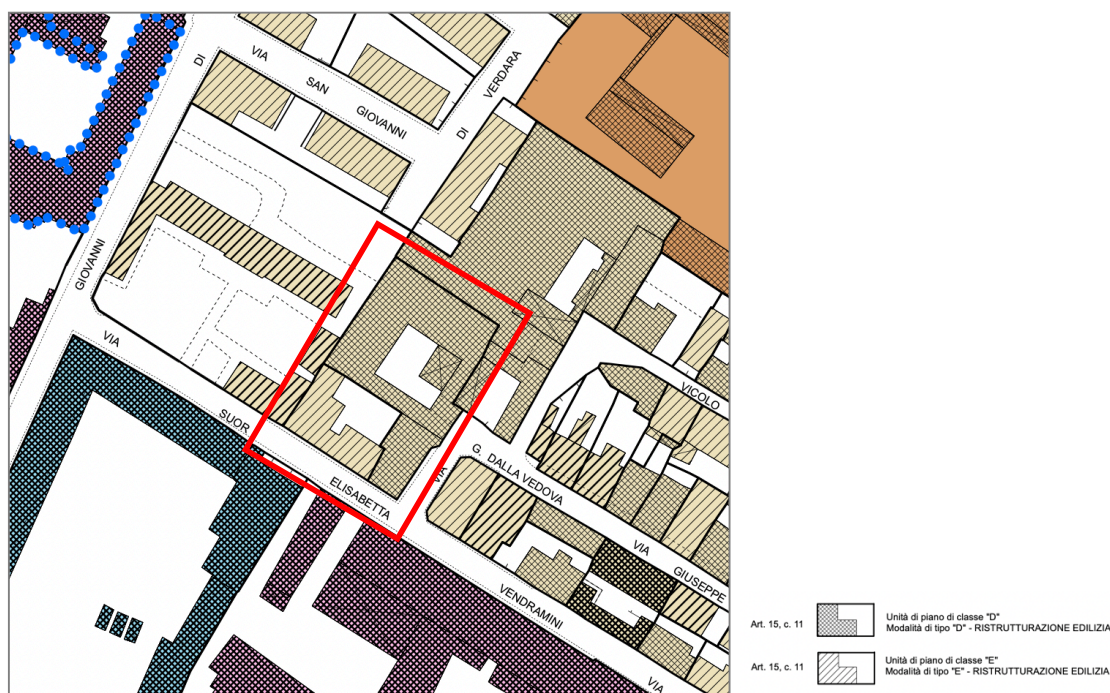 DI
VIA
SAN
GIOVANNI
DI
VERDARA
GIOVANNI
VIA
SUOR
ELISABETTA
VENDRAMINI
VIA
VIA
G. DALLA VEDOVA
VICOLO
VIA
GIUSEPPE
Art. 15, c. 11
Unità di piano di classe "D"
Modalità di tipo "D" - RISTRUTTURAZIONE EDILIZIA
Art. 15, c. 11
Unità di piano di classe "E"
Modalità di tipo "E" - RISTRUTTURAZIONE EDILIZIA